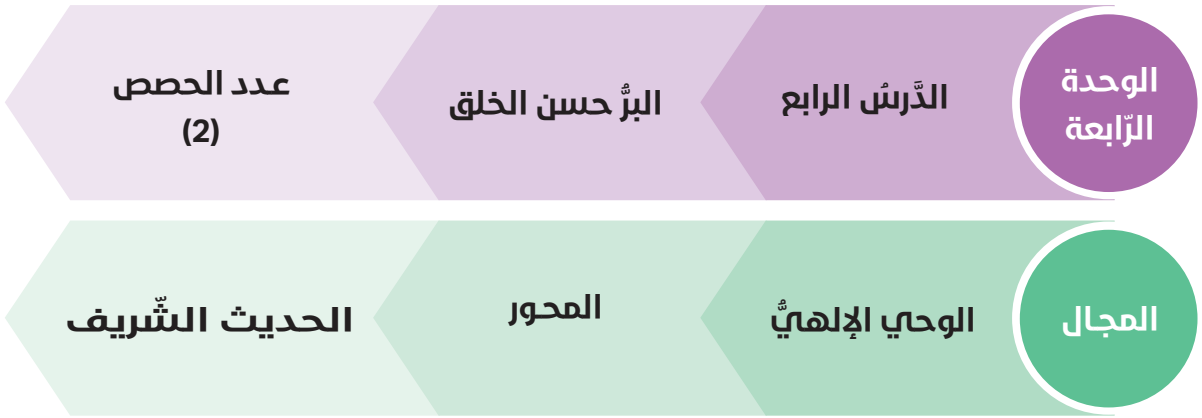 الوحدة
الرّابعة
الدَّرسُ الرابع
البرُّ حسن الخلق
عدد الحصص
(2)
المجال
الوحي الإلهيُّ
المحور
الحديث الشّريف